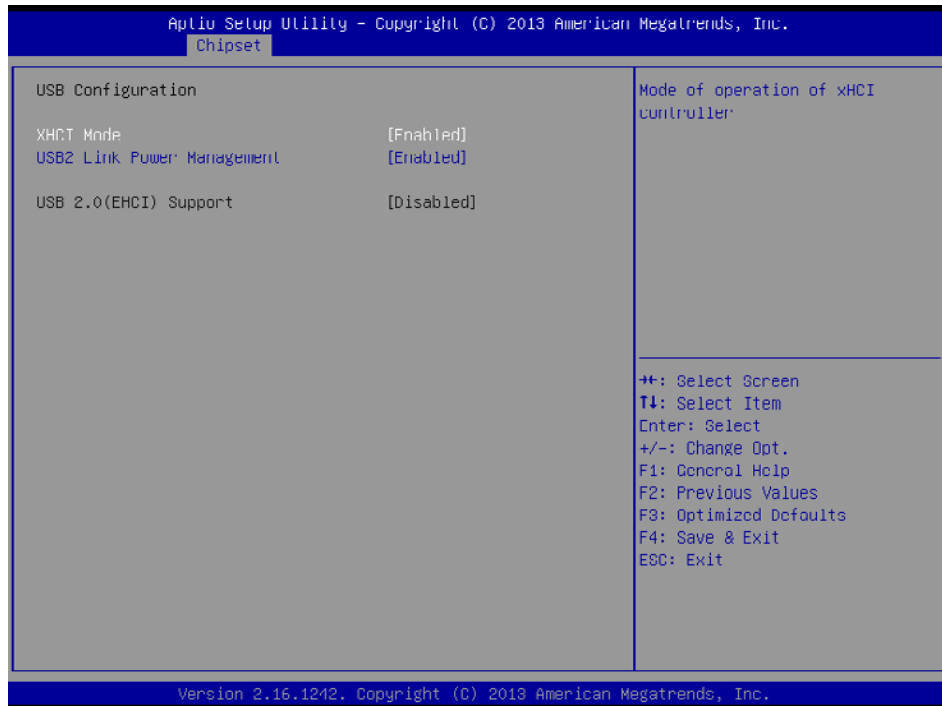 Aptio Setup Utility – Copyright (C) 2013 American Megatrends, Inc.
Chipset
USB Configuration
XHCI Mode [Enabled]
USB2 Link Power Management [Enabled]
USB 2.0(EHCI) Support [Disabled]
Mode of operation of xHCI
controller
→←: Select Screen
↑↓: Select Item
Enter: Select
+/-: Change Opt.
F1: General Help
F2: Previous Values
F3: Optimized Defaults
F4: Save & Exit
ESC: Exit
Version 2.16.1242. Copyright (C) 2013 American Megatrends, Inc.